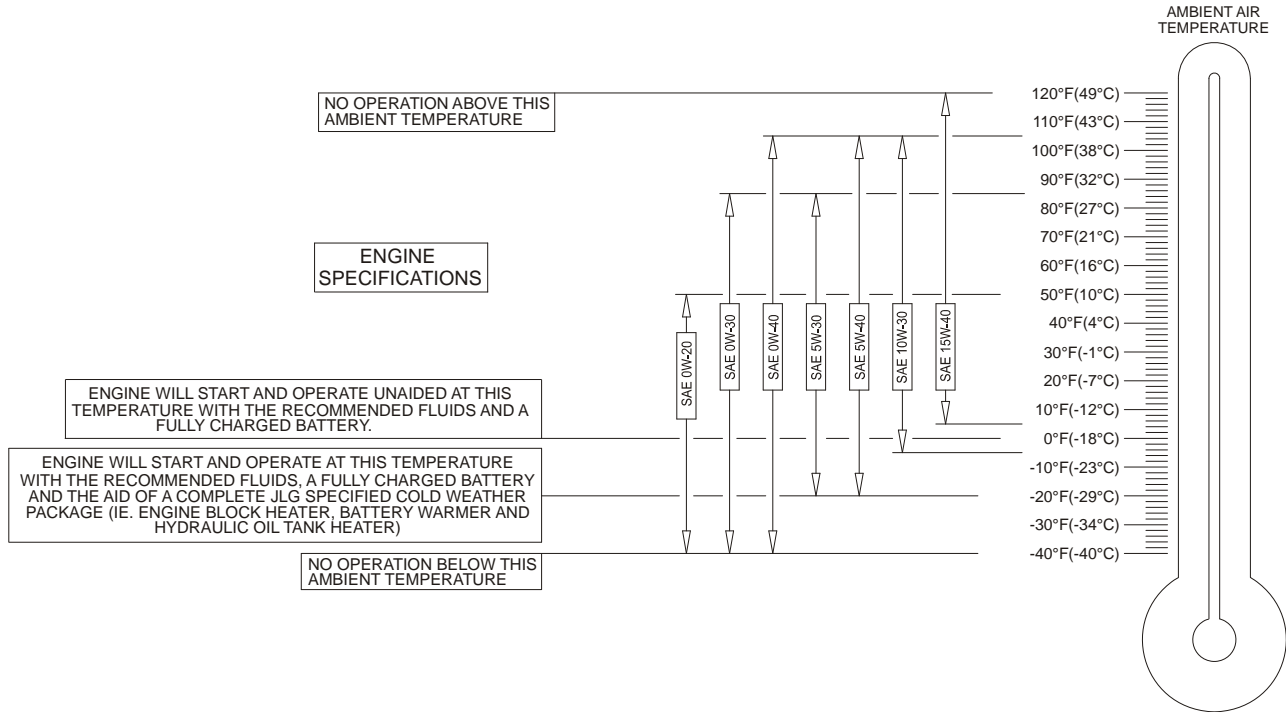 AMBIENT AIR
TEMPERATURE
NO OPERATION ABOVE THIS
AMBIENT TEMPERATURE
120°F(49°C)
110°F(43°C)
100°F(38°C)
90°F(32°C)
80°F(27°C)
70°F(21°C)
60°F(16°C)
50°F(10°C)
40°F(4°C)
30°F(-1°C)
20°F(-7°C)
10°F(-12°C)
0°F(-18°C)
-10°F(-23°C)
-20°F(-29°C)
-30°F(-34°C)
-40°F(-40°C)
ENGINE
SPECIFICATIONS
SAE 0W-20
SAE 0W-30
SAE 0W-40
SAE 5W-30
SAE 5W-40
SAE 10W-30
SAE 15W-40
ENGINE WILL START AND OPERATE UNAIDED AT THIS
TEMPERATURE WITH THE RECOMMENDED FLUIDS AND A
FULLY CHARGED BATTERY.
ENGINE WILL START AND OPERATE AT THIS TEMPERATURE
WITH THE RECOMMENDED FLUIDS, A FULLY CHARGED BATTERY
AND THE AID OF A COMPLETE JLG SPECIFIED COLD WEATHER
PACKAGE (IE. ENGINE BLOCK HEATER, BATTERY WARMER AND
HYDRAULIC OIL TANK HEATER)
NO OPERATION BELOW THIS
AMBIENT TEMPERATURE